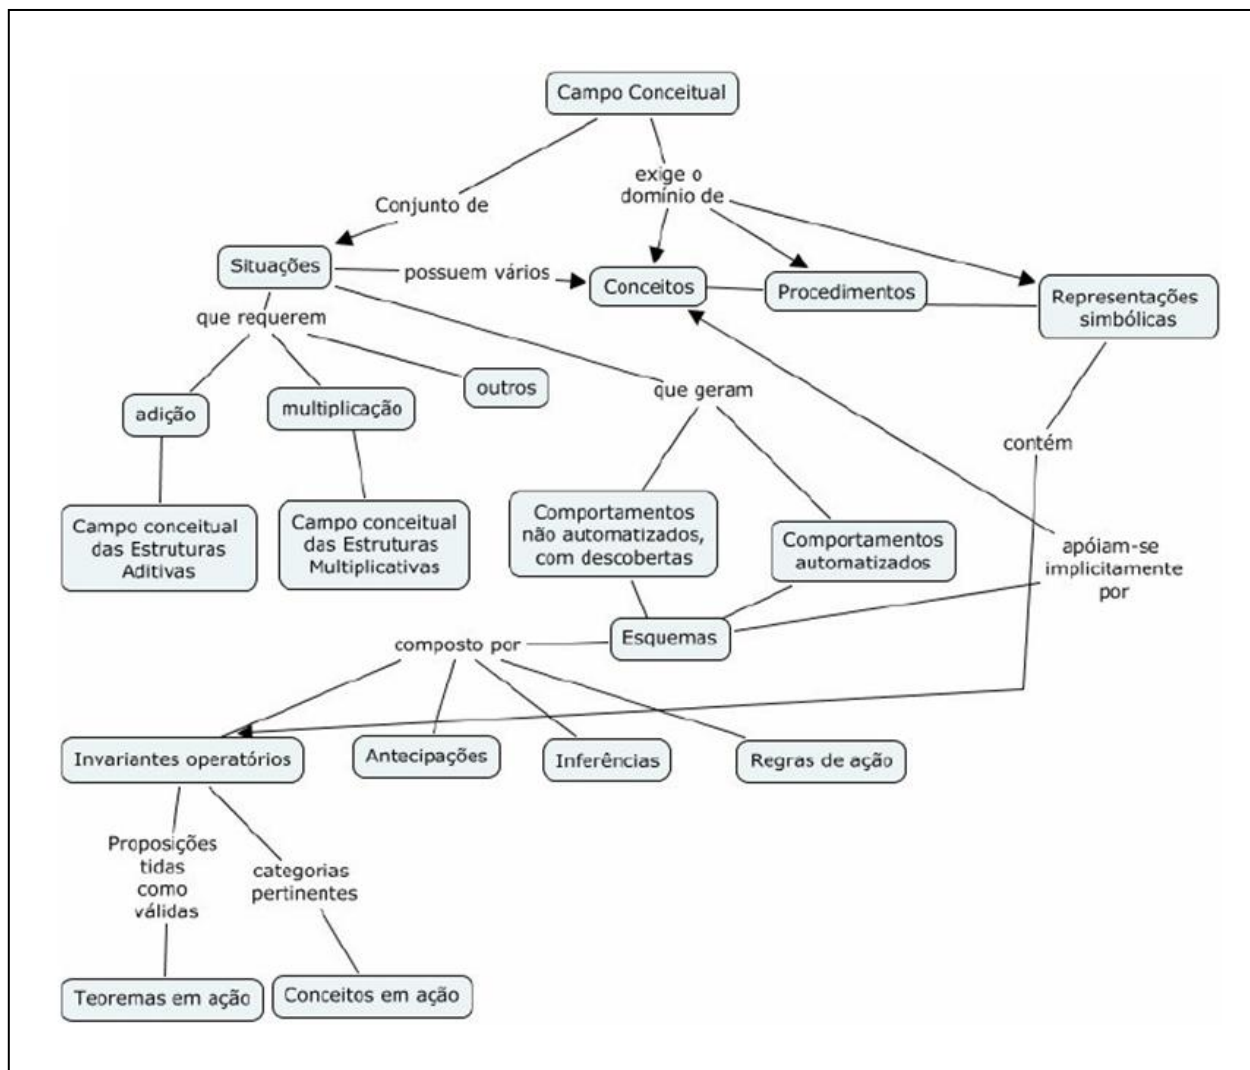 Campo Conceitual
exige o
domínio de
Conjunto de
Situações
possuem vários
Conceitos
Procedimentos
Representações
simbólicas
que requerem
adição
multiplicação
outros
que geram
contém
Campo conceitual
das Estruturas
Aditivas
Campo conceitual
das Estruturas
Multiplicativas
Comportamentos
não automatizados,
com descobertas
Comportamentos
automatizados
apóiam-se
implicitamente
por
Esquemas
composto por
Invariantes operatórios
Antecipações
Inferências
Regras de ação
Proposições
tidas
como
válidas
categorias
pertinentes
Teoremas em ação
Conceitos em ação